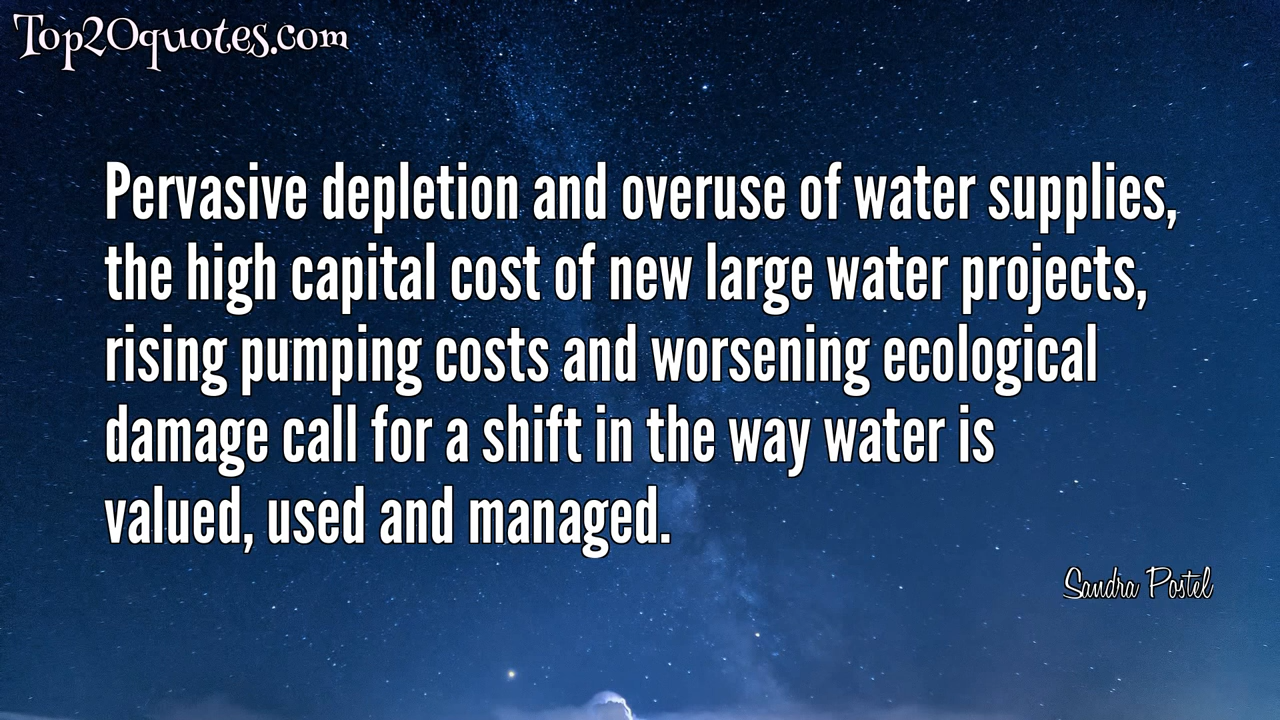 Top20quotes.com
Pervasive depletion and overuse of water supplies,
the high capital cost of new large water projects,
rising pumping costs and worsening ecological
damage call for a shift in the way water is
valued, used and managed.
Sandra Postel